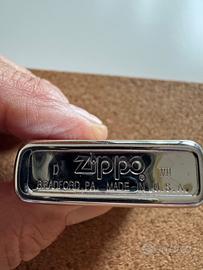 D zippo® VII
BRADFORD, PA. MADE IN U.S.A.